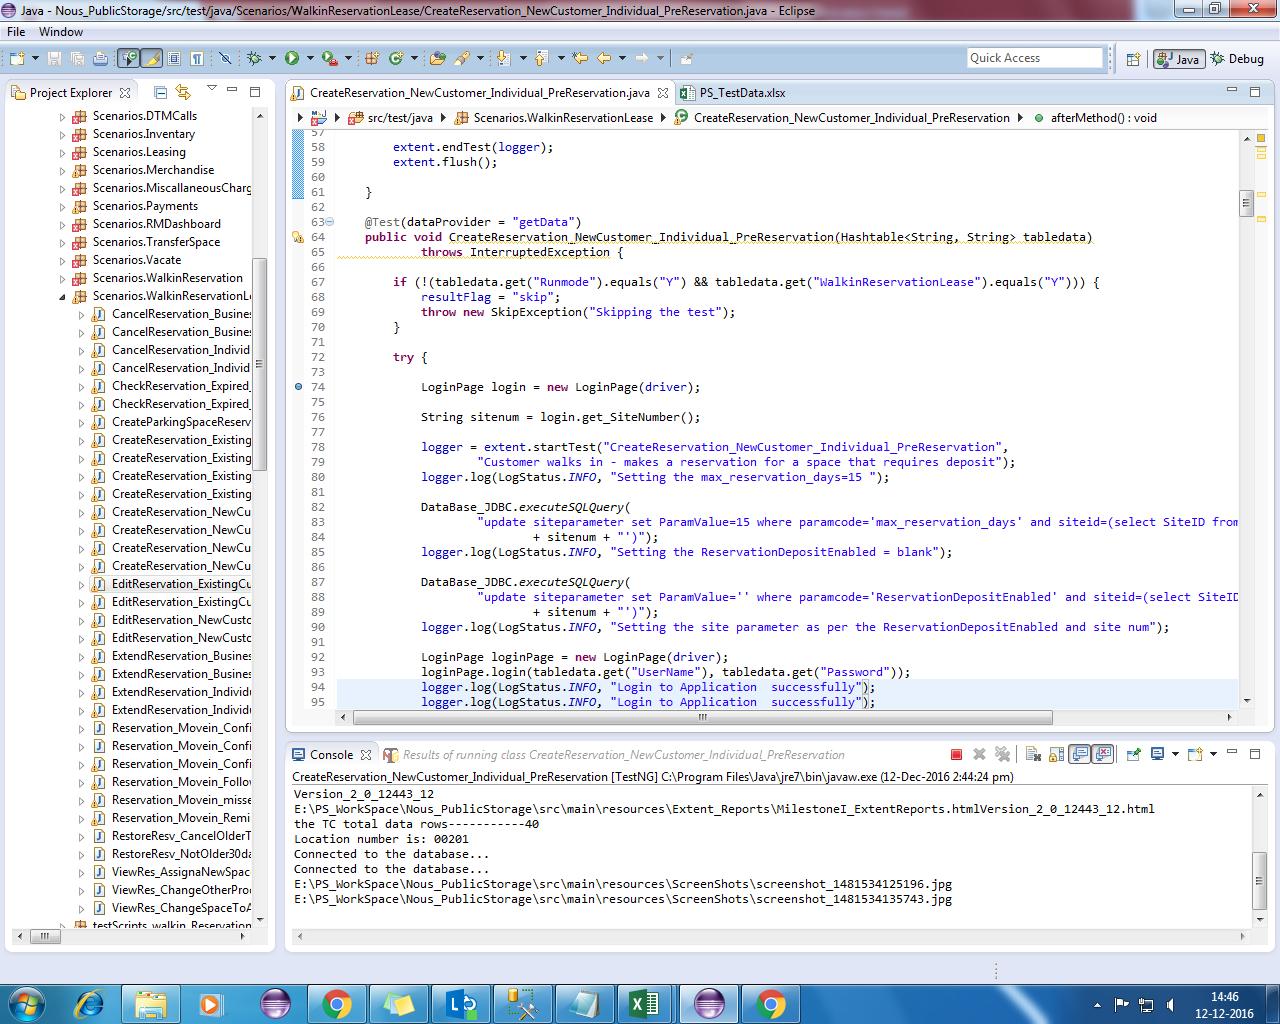 Java - Nous_PublicStorage/src/test/java/Scenarios/WalkinReservationLease/CreateReservation_NewCustomer_Individual_PreReservation.java - Eclipse
File Window
Quick Access
Java
Debug
Project Explorer
Scenarios.DTMCalls
Scenarios.Inventory
Scenarios.Leasing
Scenarios.Merchandise
Scenarios.MiscallaneousCharg
Scenarios.Payments
Scenarios.RMDashboard
Scenarios.TransferSpace
Scenarios.Vacate
Scenarios.WalkinReservation
Scenarios.WalkinReservationLe
CancelReservation_Busines
CancelReservation_Busines
CancelReservation_Individ
CancelReservation_Individ
CheckReservation_Expired_
CheckReservation_Expired_
CreateParkingSpaceReserv
CreateReservation_Existing
CreateReservation_Existing
CreateReservation_Existing
CreateReservation_Existing
CreateReservation_NewCu
CreateReservation_NewCu
CreateReservation_NewCu
CreateReservation_NewCu
EditReservation_ExistingCu
EditReservation_ExistingCu
EditReservation_NewCusto
EditReservation_NewCusto
ExtendReservation_Busines
ExtendReservation_Busines
ExtendReservation_Individu
ExtendReservation_Individu
Reservation_Movein_Confi
Reservation_Movein_Confi
Reservation_Movein_Confi
Reservation_Movein_Follow
Reservation_Movein_misse
Reservation_Movein_Remi
RestoreResv_CancelOlderT
RestoreResv_NotOlder30da
ViewRes_AssignaNewSpac
ViewRes_ChangeOtherProd
ViewRes_ChangeSpaceToA
testScripts_walkin_Reservation
CreateReservation_NewCustomer_Individual_PreReservation.java
PS_TestData.xlsx
src/test/java
Scenarios.WalkinReservationLease
CreateReservation_NewCustomer_Individual_PreReservation
afterMethod() : void
57
58 extent.endTest(logger);
59 extent.flush();
60
61 }
62
63 @Test(dataProvider = "getData")
64 public void CreateReservation_NewCustomer_Individual_PreReservation(Hashtable<String, String> tabledata)
65 throws InterruptedException {
66
67 if (!(tabledata.get("Runmode").equals("Y") && tabledata.get("WalkinReservationLease").equals("Y"))) {
68 resultFlag = "skip";
69 throw new SkipException("Skipping the test");
70 }
71
72 try {
73
74 LoginPage login = new LoginPage(driver);
75
76 String sitenum = login.get_SiteNumber();
77
78 logger = extent.startTest("CreateReservation_NewCustomer_Individual_PreReservation",
79 "Customer walks in - makes a reservation for a space that requires deposit");
80 logger.log(LogStatus.INFO, "Setting the max_reservation_days=15 ");
81
82 DataBase_JDBC.executeSQLQuery(
83 "update siteparameter set ParamValue=15 where paramcode='max_reservation_days' and siteid=(select SiteID from
84 + sitenum + "')");
85 logger.log(LogStatus.INFO, "Setting the ReservationDepositEnabled = blank");
86
87 DataBase_JDBC.executeSQLQuery(
88 "update siteparameter set ParamValue='' where paramcode='ReservationDepositEnabled' and siteid=(select SiteID
89 + sitenum + "')");
90 logger.log(LogStatus.INFO, "Setting the site parameter as per the ReservationDepositEnabled and site num");
91
92 LoginPage loginPage = new LoginPage(driver);
93 loginPage.login(tabledata.get("UserName"), tabledata.get("Password"));
94 logger.log(LogStatus.INFO, "Login to Application  successfully");
95 logger.log(LogStatus.INFO, "Login to Application  successfully");
Console
Results of running class CreateReservation_NewCustomer_Individual_PreReservation
CreateReservation_NewCustomer_Individual_PreReservation [TestNG] C:\Program Files\Java\jre7\bin\javaw.exe (12-Dec-2016 2:44:24 pm)
Version_2_0_12443_12
E:\PS_WorkSpace\Nous_PublicStorage\src\main\resources\Extent_Reports\MilestoneI_ExtentReports.htmlVersion_2_0_12443_12.html
the TC total data rows-----------40
Location number is: 00201
Connected to the database...
Connected to the database...
E:\PS_WorkSpace\Nous_PublicStorage\src\main\resources\ScreenShots\screenshot_1481534125196.jpg
E:\PS_WorkSpace\Nous_PublicStorage\src\main\resources\ScreenShots\screenshot_1481534135743.jpg
14:46
12-12-2016